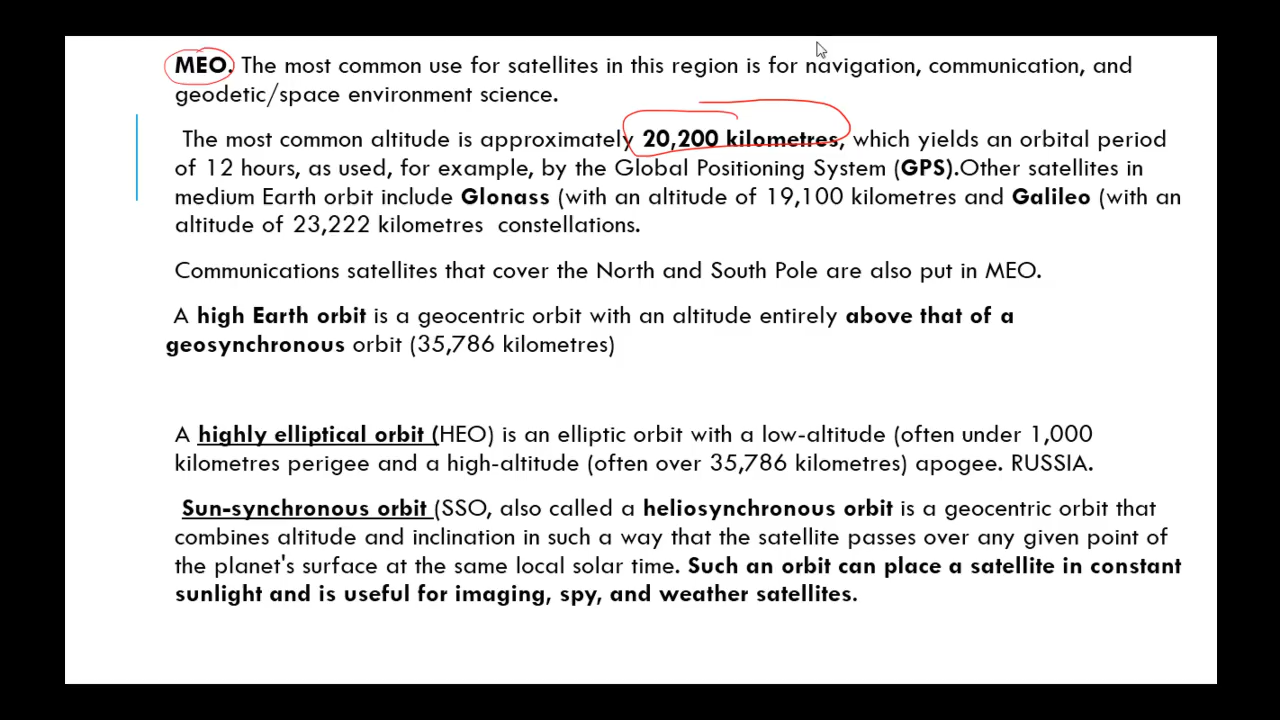 MEO. The most common use for satellites in this region is for navigation, communication, and
geodetic/space environment science.
The most common altitude is approximately 20,200 kilometres, which yields an orbital period
of 12 hours, as used, for example, by the Global Positioning System (GPS).Other satellites in
medium Earth orbit include Glonass (with an altitude of 19,100 kilometres and Galileo (with an
altitude of 23,222 kilometres  constellations.
Communications satellites that cover the North and South Pole are also put in MEO.
A high Earth orbit is a geocentric orbit with an altitude entirely above that of a
geosynchronous orbit (35,786 kilometres)
A highly elliptical orbit (HEO) is an elliptic orbit with a low-altitude (often under 1,000
kilometres perigee and a high-altitude (often over 35,786 kilometres) apogee. RUSSIA.
Sun-synchronous orbit (SSO, also called a heliosynchronous orbit is a geocentric orbit that
combines altitude and inclination in such a way that the satellite passes over any given point of
the planet's surface at the same local solar time. Such an orbit can place a satellite in constant
sunlight and is useful for imaging, spy, and weather satellites.